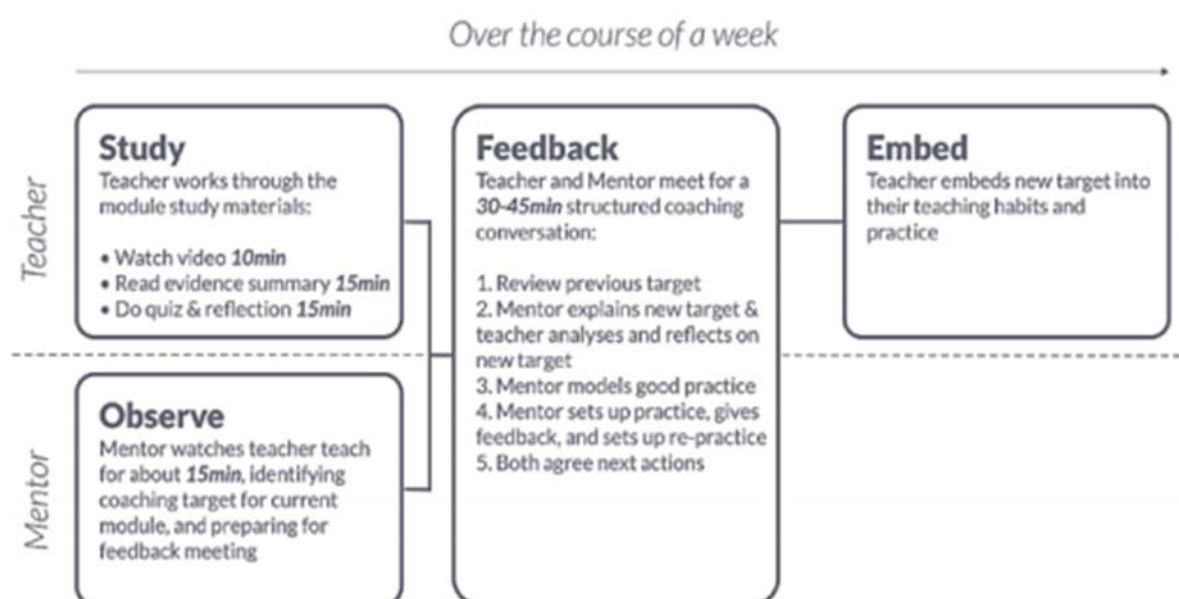 Over the course of a week
Teacher
Study
Teacher works through the
module study materials:
• Watch video 10min
• Read evidence summary 15min
• Do quiz & reflection 15min
Mentor
Observe
Mentor watches teacher teach
for about 15min, identifying
coaching target for current
module, and preparing for
feedback meeting
Feedback
Teacher and Mentor meet for a
30-45min structured coaching
conversation:
1. Review previous target
2. Mentor explains new target &
teacher analyses and reflects on
new target
3. Mentor models good practice
4. Mentor sets up practice, gives
feedback, and sets up re-practice
5. Both agree next actions
Embed
Teacher embeds new target into
their teaching habits and
practice